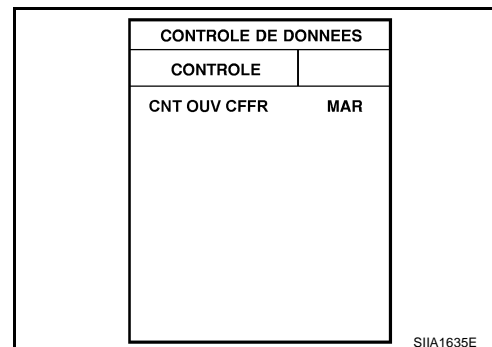 CONTROLE DE DONNEES
CONTROLE
CNT OUV CFFR MAR
SIIA1635E